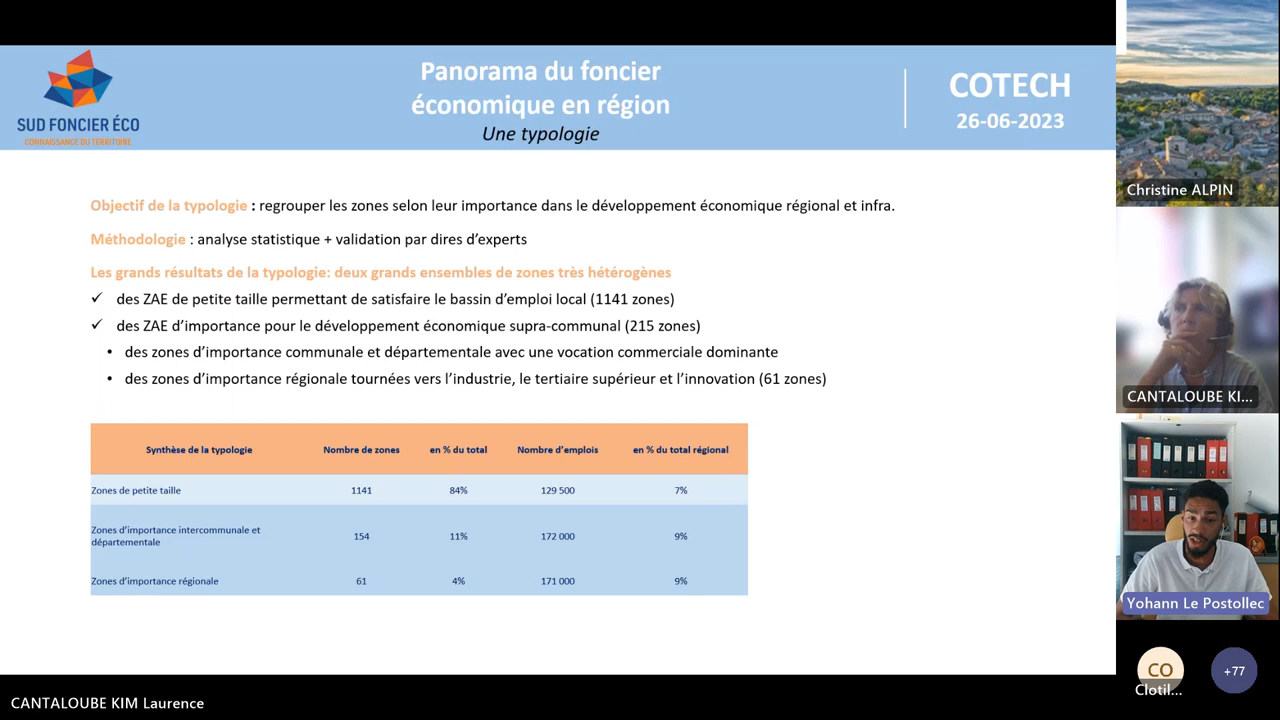 SUD FONCIER ÉCO
CONNAISSANCE DU TERRITOIRE
Panorama du foncier
économique en région
Une typologie
COTECH
26-06-2023
Objectif de la typologie : regrouper les zones selon leur importance dans le développement économique régional et infra.
Méthodologie : analyse statistique + validation par dires d'experts
Les grands résultats de la typologie: deux grands ensembles de zones très hétérogènes
✓ des ZAE de petite taille permettant de satisfaire le bassin d'emploi local (1141 zones)
✓ des ZAE d'importance pour le développement économique supra-communal (215 zones)
• des zones d'importance communale et départementale avec une vocation commerciale dominante
• des zones d'importance régionale tournées vers l'industrie, le tertiaire supérieur et l'innovation (61 zones)
Synthèse de la typologie Nombre de zones en % du total Nombre d'emplois en % du total régional
Zones de petite taille 1141 84% 129 500 7%
Zones d'importance intercommunale et
départementale 154 11% 172 000 9%
Zones d'importance régionale 61 4% 171 000 9%
Christine ALPIN
CANTALOUBE KI...
Yohann Le Postollec
CO
Clotil...
+77
CANTALOUBE KIM Laurence